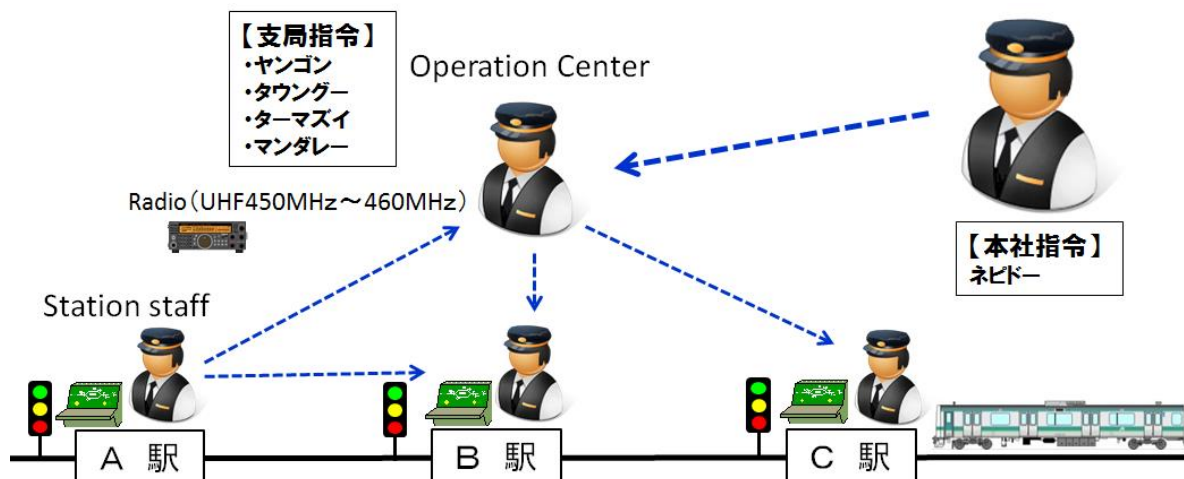 【支局指令】
・ヤンゴン
・タウングー
・ターマズイ
・マンダレー
Operation Center
Radio（UHF450MHz～460MHz）
【本社指令】
ネピドー
Station staff
A 駅
B 駅
C 駅